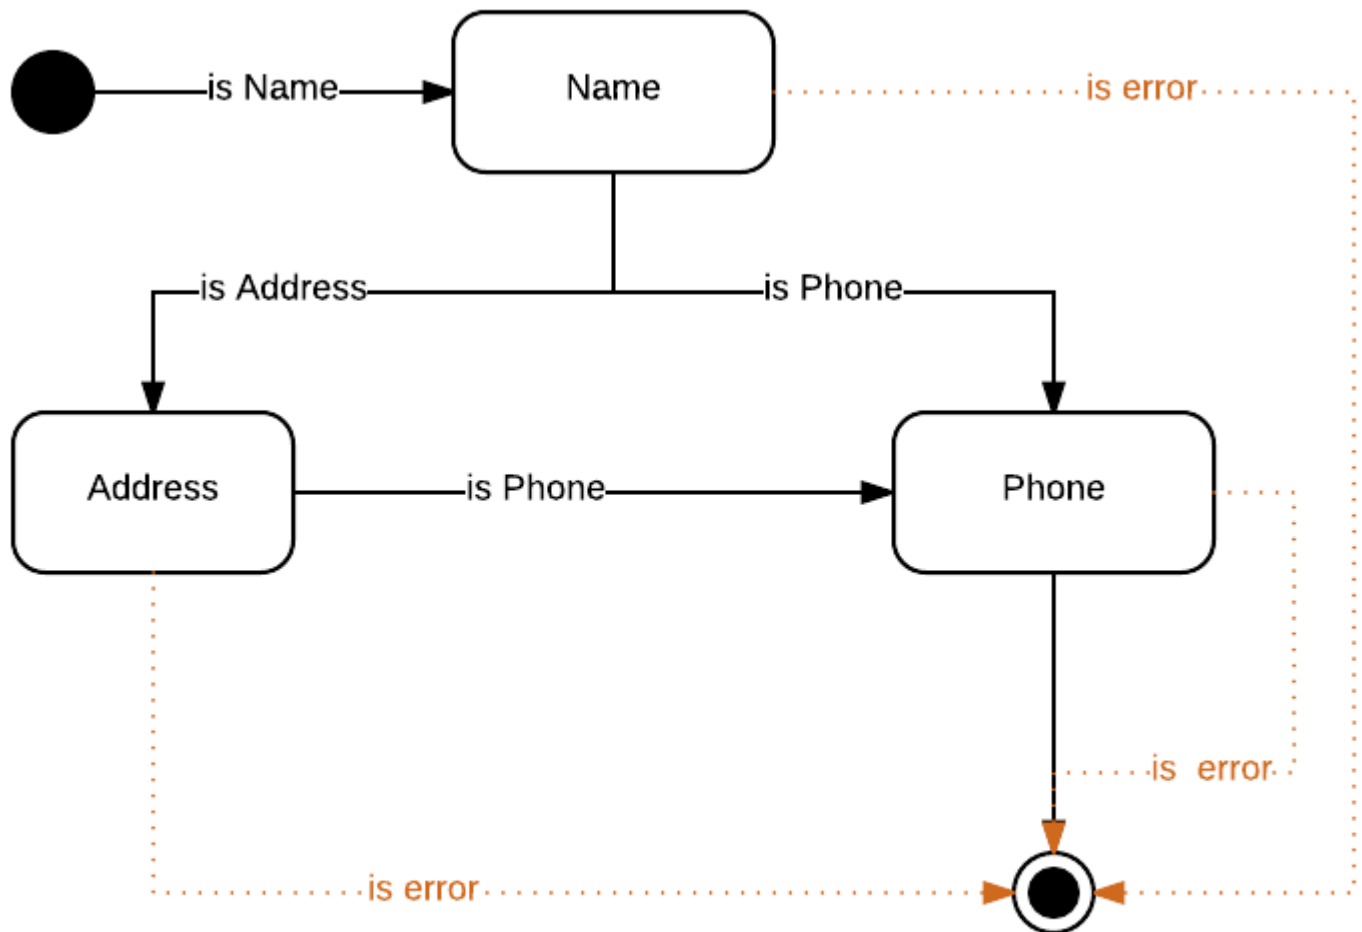 is Name
Name
is error
is Address
is Phone
Address
is Phone
Phone
is error
is error